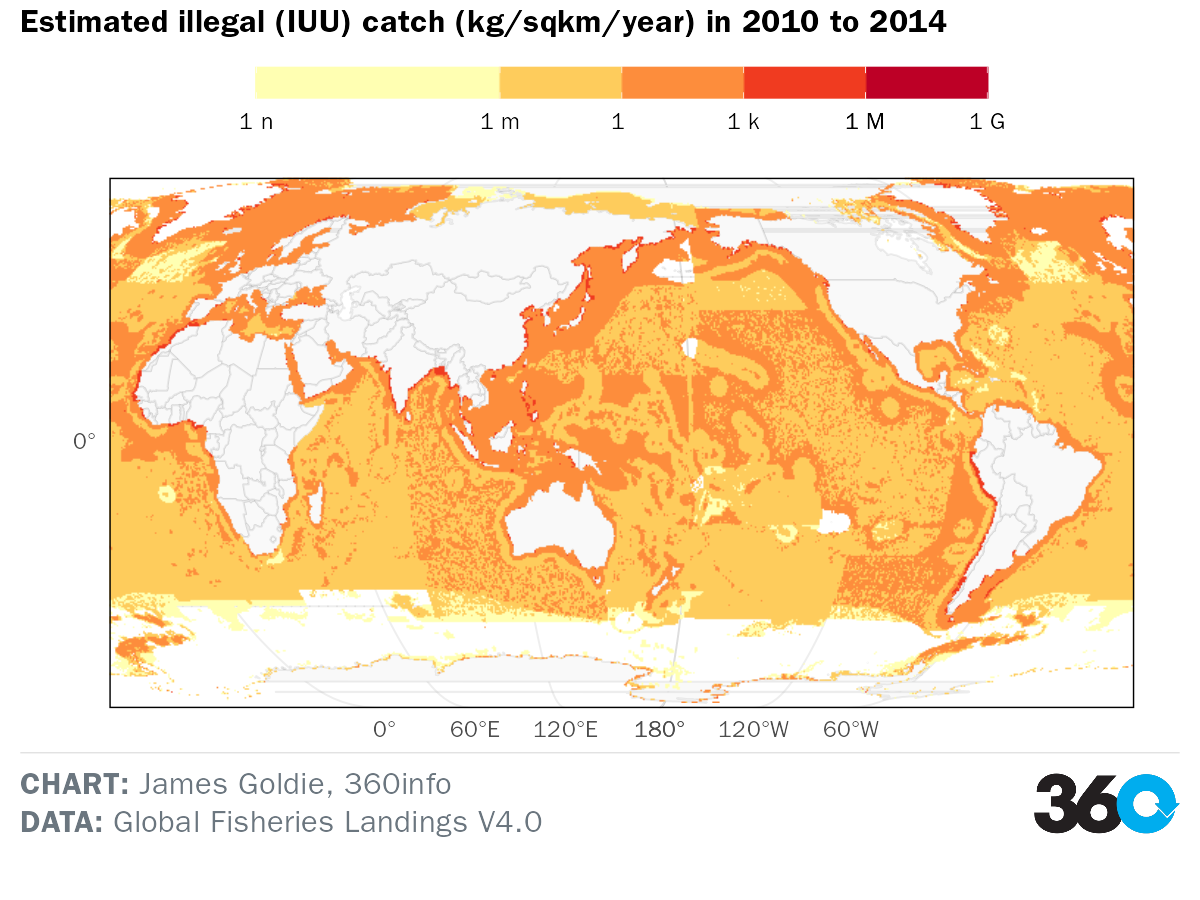 Estimated illegal (IUU) catch (kg/sqkm/year) in 2010 to 2014
1 n 1 m 1 1 k 1 M 1 G
0°
0° 60°E 120°E 180° 120°W 60°W
CHART: James Goldie, 360info
DATA: Global Fisheries Landings V4.0
360